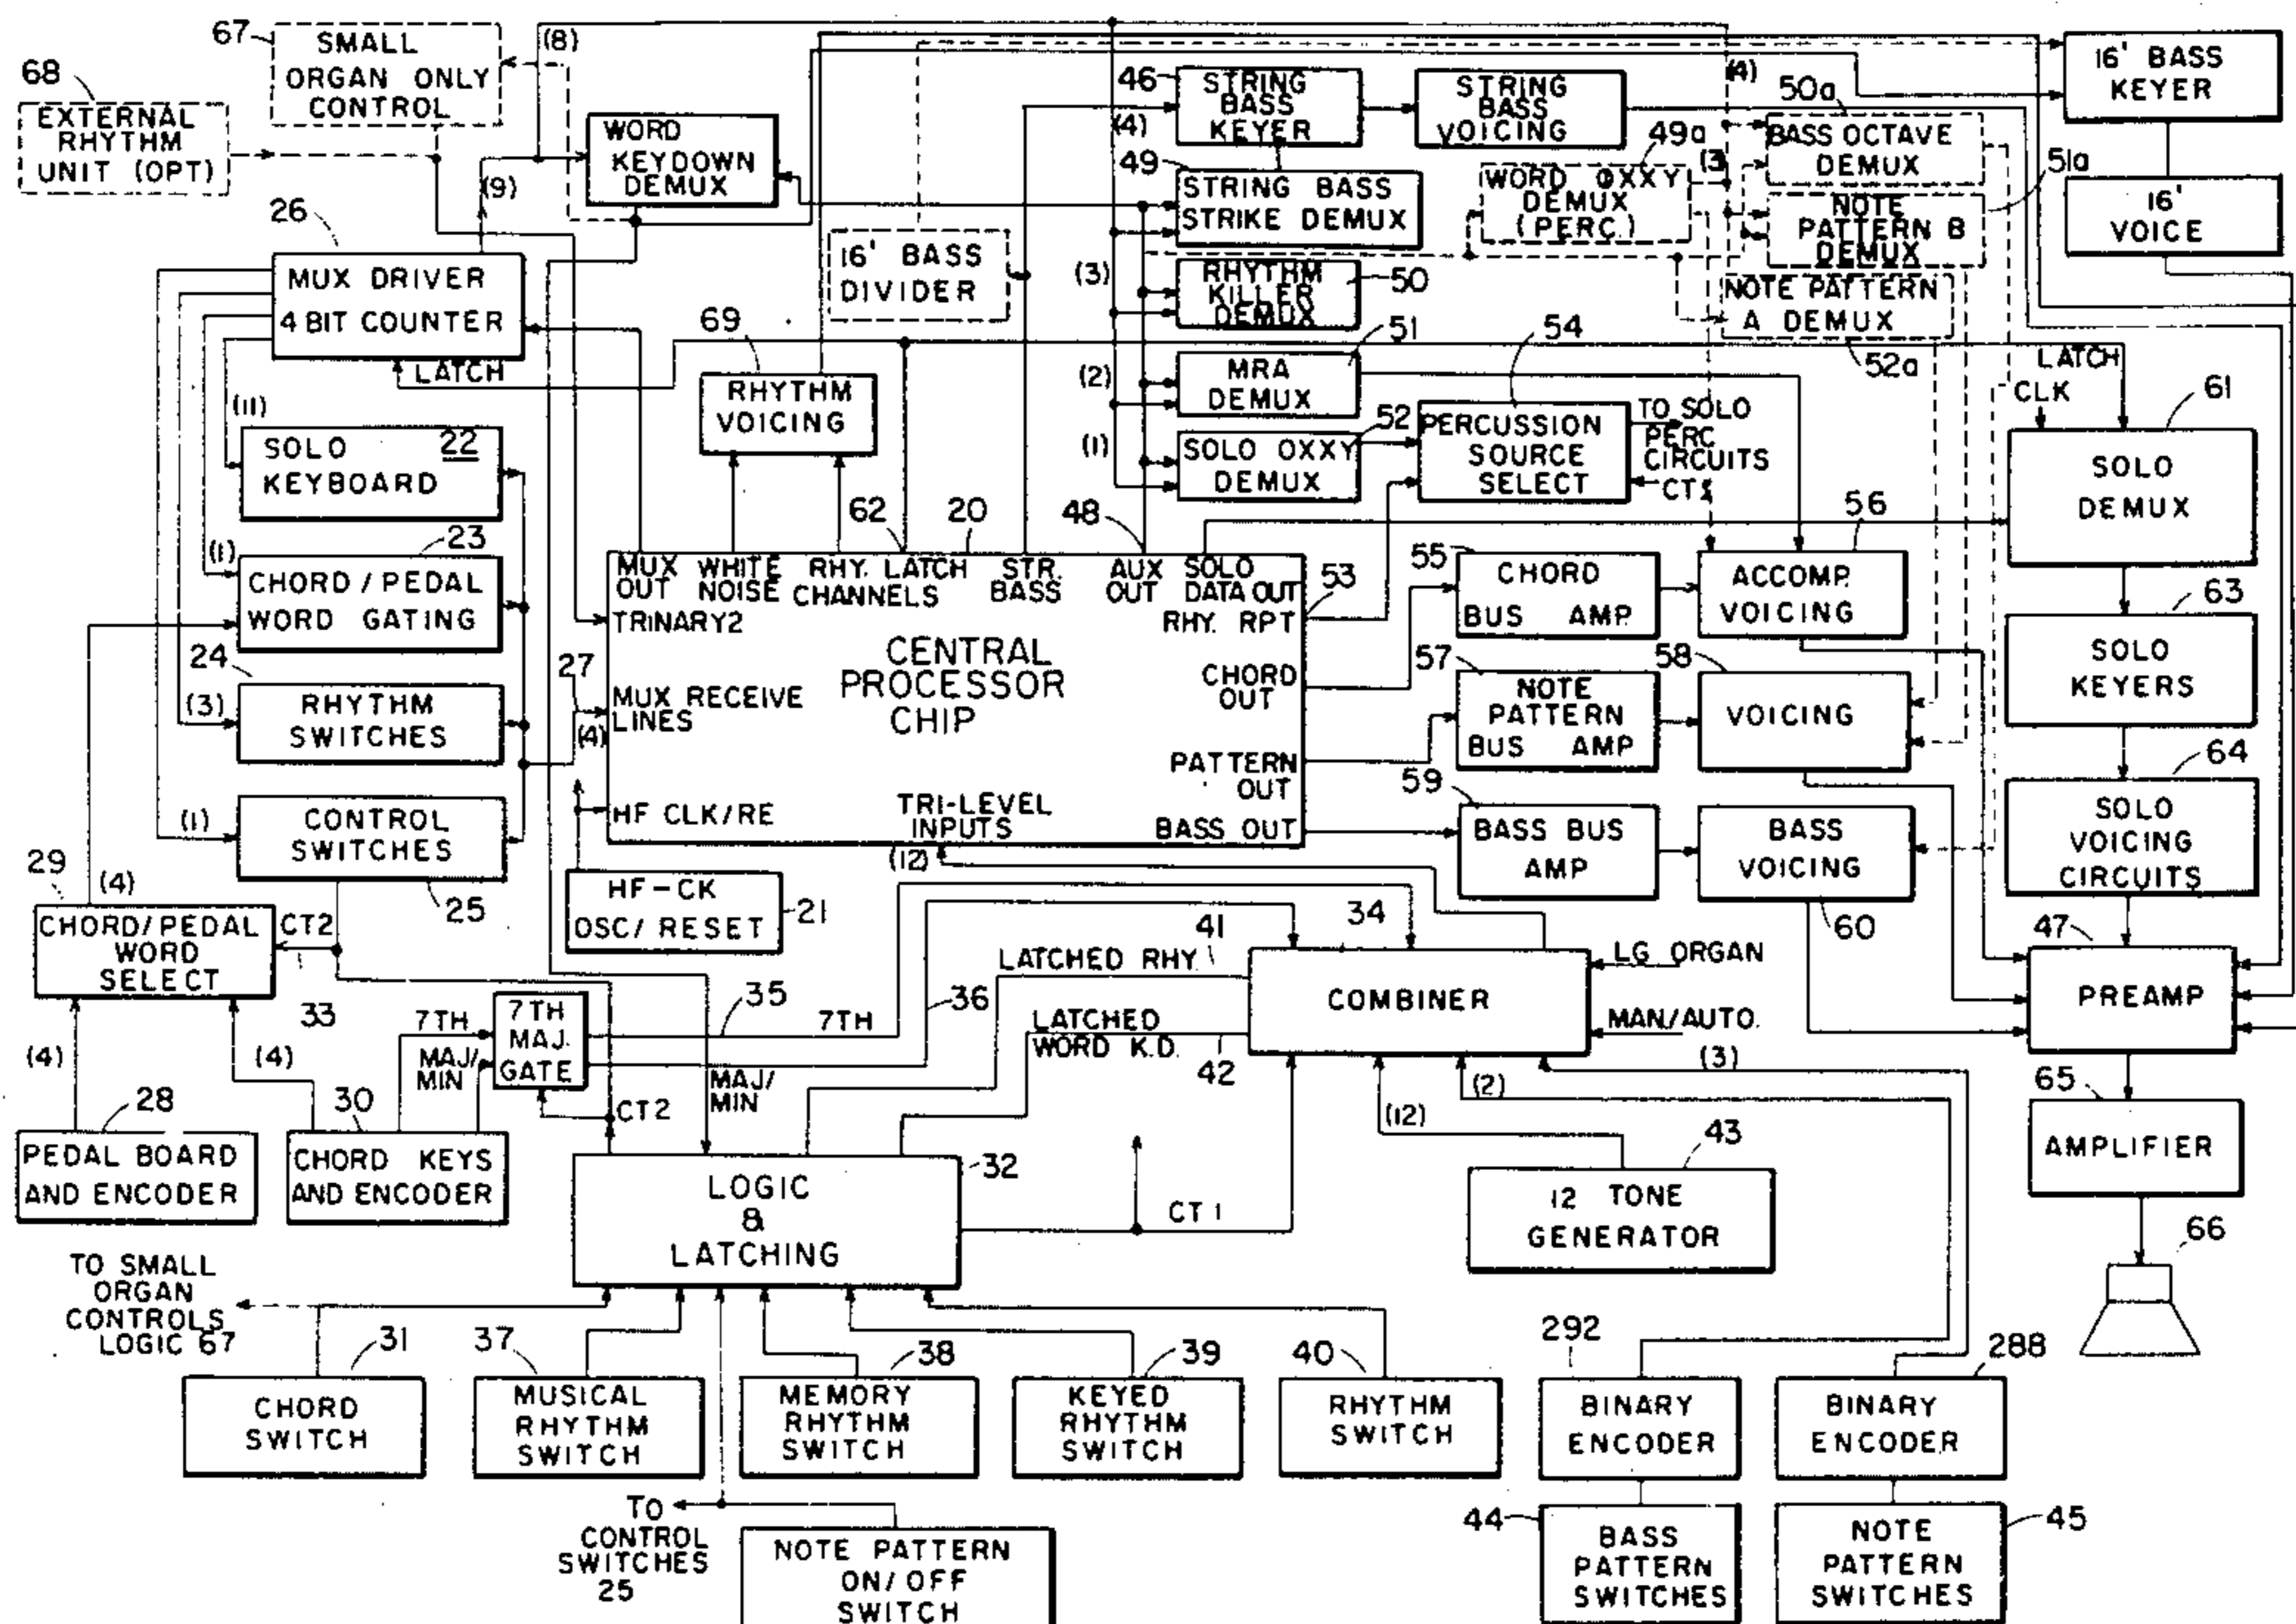 67
SMALL
ORGAN ONLY
CONTROL
(8)
68
EXTERNAL
RHYTHM
UNIT (OPT)
WORD
KEYDOWN
DEMUX
(9)
26
MUX DRIVER
4 BIT COUNTER
LATCH
46
STRING
BASS
KEYER
STRING
BASS
VOICING
(4)
49
STRING BASS
STRIKE DEMUX
16' BASS
DIVIDER
(3)
RHYTHM
KILLER
DEMUX
50
(2)
MRA
DEMUX
51
(1)
SOLO OXXY
DEMUX
52
49a
WORD OXXY
DEMUX
(PERC.)
(3)
(4)
50a
BASS OCTAVE
DEMUX
51a
NOTE
PATTERN B
DEMUX
NOTE PATTERN
A DEMUX
52a
16' BASS
KEYER
16'
VOICE
69
RHYTHM
VOICING
54
PERCUSSION
SOURCE
SELECT
TO SOLO
PERC
CIRCUITS
CT1
LATCH
CLK
61
SOLO
DEMUX
(11)
SOLO 22
KEYBOARD
(1)
23
CHORD/PEDAL
WORD GATING
24
(3)
RHYTHM
SWITCHES
(1)
CONTROL
SWITCHES
25
62
20
48
MUX
OUT
WHITE
NOISE
RHY.
CHANNELS
LATCH
STR.
BASS
AUX
OUT
SOLO
DATA OUT
53
TRINARY2
RHY. RPT
CENTRAL
PROCESSOR
CHIP
27
MUX RECEIVE
LINES
(4)
CHORD
OUT
PATTERN
OUT
HF CLK/RE
TRI-LEVEL
INPUTS
BASS OUT
(12)
55
CHORD
BUS AMP
56
ACCOMP.
VOICING
57
NOTE
PATTERN
BUS AMP
58
VOICING
59
BASS BUS
AMP
BASS
VOICING
60
63
SOLO
KEYERS
64
SOLO
VOICING
CIRCUITS
29
(4)
CHORD/PEDAL
WORD
SELECT
CT2
33
HF-CK
OSC/RESET
21
41
34
LATCHED RHY.
COMBINER
LG ORGAN
MAN./AUTO.
47
PREAMP
7TH
MAJ/
MIN
7TH
MAJ.
GATE
35
7TH
36
MAJ/
MIN
LATCHED
WORD K.D.
42
(4)
(4)
CT2
(3)
(2)
(12)
28
PEDAL BOARD
AND ENCODER
30
CHORD KEYS
AND ENCODER
LOGIC
&
LATCHING
32
CT1
43
12 TONE
GENERATOR
65
AMPLIFIER
66
TO SMALL
ORGAN
CONTROLS
LOGIC 67
31
CHORD
SWITCH
37
MUSICAL
RHYTHM
SWITCH
38
MEMORY
RHYTHM
SWITCH
39
KEYED
RHYTHM
SWITCH
40
RHYTHM
SWITCH
292
BINARY
ENCODER
288
BINARY
ENCODER
TO
CONTROL
SWITCHES
25
NOTE PATTERN
ON/OFF
SWITCH
44
BASS
PATTERN
SWITCHES
45
NOTE
PATTERN
SWITCHES